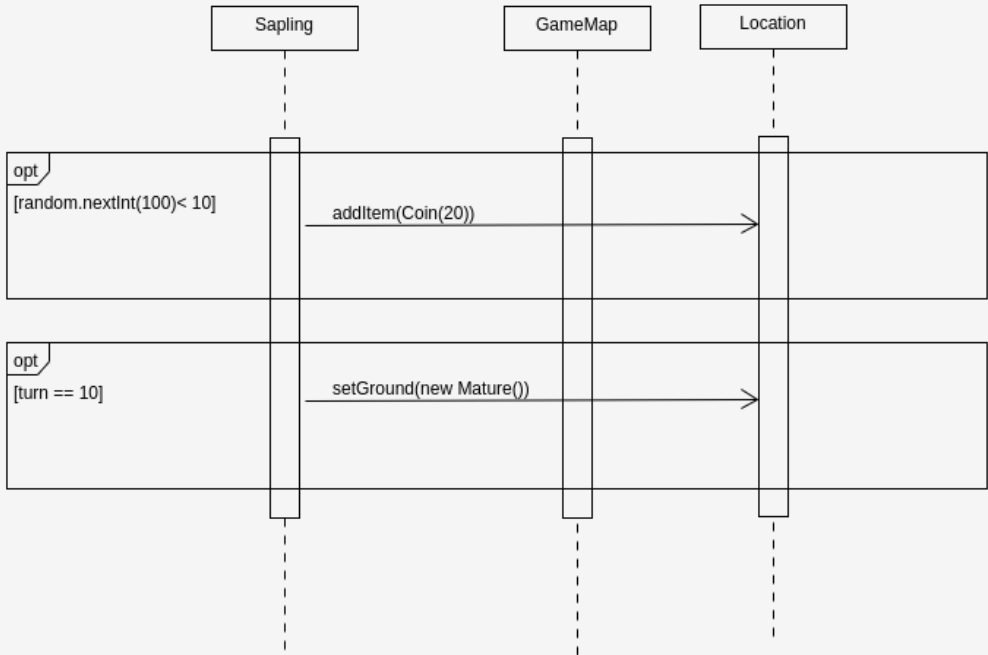 Sapling
GameMap
Location
opt
[random.nextInt(100)< 10]
addItem(Coin(20))
opt
[turn == 10]
setGround(new Mature())